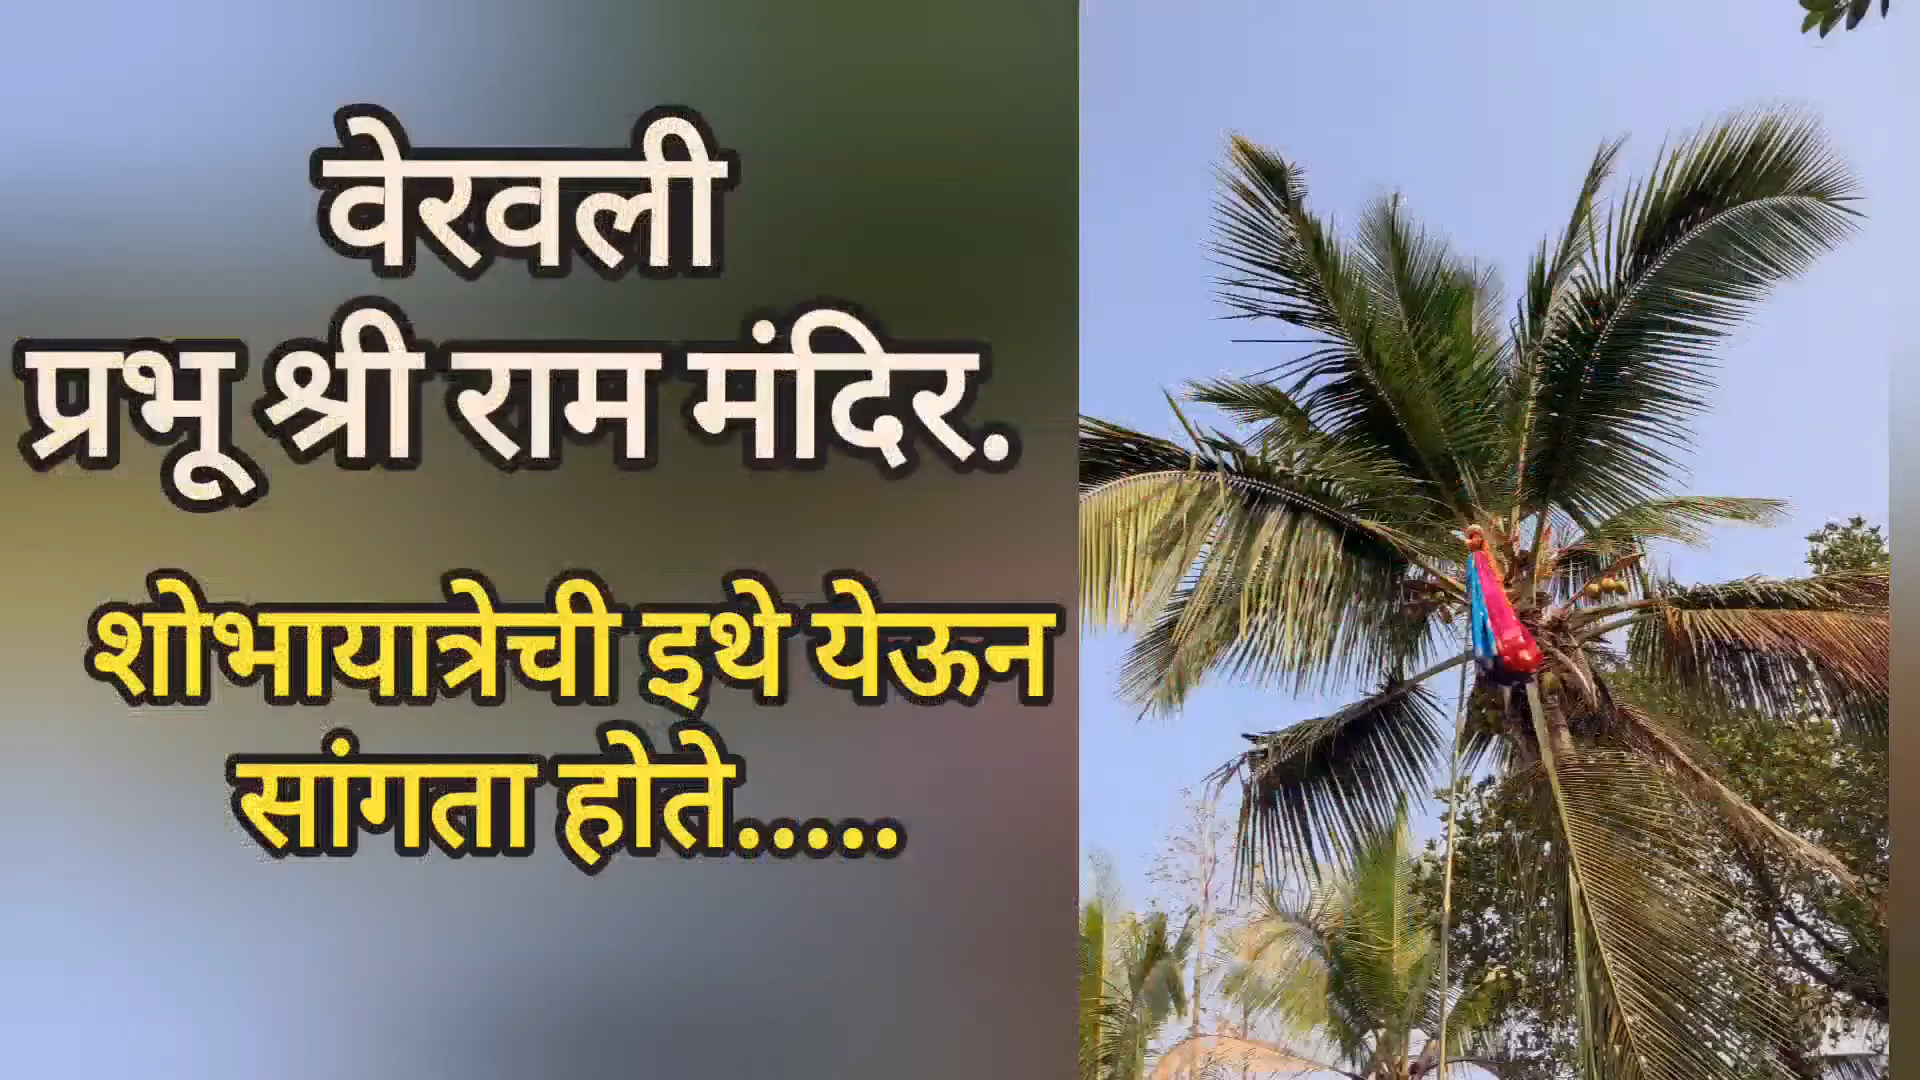 वेरवली
प्रभू श्री राम मंदिर.
शोभायात्रेची इथे येऊन
सांगता होते.....